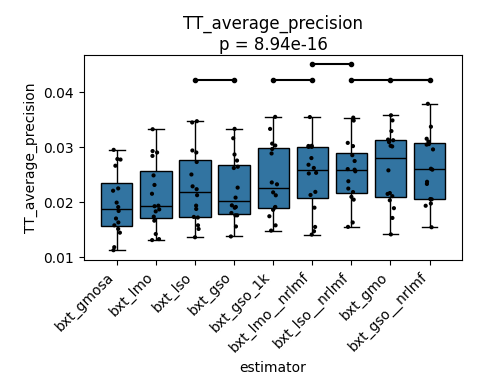 TT_average_precision
p = 8.94e-16
TT_average_precision
0.04
0.03
0.02
0.01
bxt_gmosa
bxt_lmo
bxt_lso
bxt_gso
bxt_gso_1k
bxt_lmo__nrlmf
bxt_lso__nrlmf
bxt_gmo
bxt_gso__nrlmf
estimator